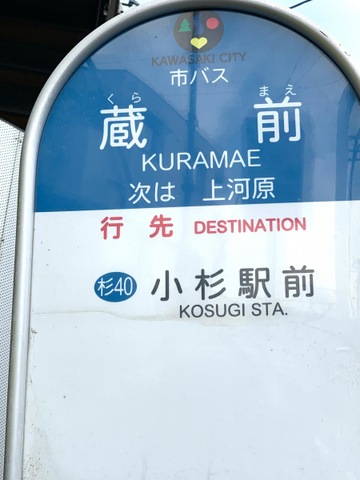 KAWASAKI CITY
市バス
くら まえ
蔵前
KURAMAE
次は 上河原
行先 DESTINATION
杉40 小杉駅前
KOSUGI STA.